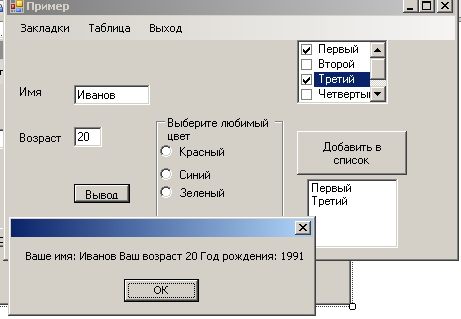 Пример
Закладки Таблица Выход
Первый
Второй
Третий
Четверты
Имя Иванов
Возраст 20
Выберите любимый
цвет
Красный
Синий
Зеленый
Добавить в
список
Первый
Третий
Вывод
Ваше имя: Иванов Ваш возраст 20 Год рождения: 1991
OK